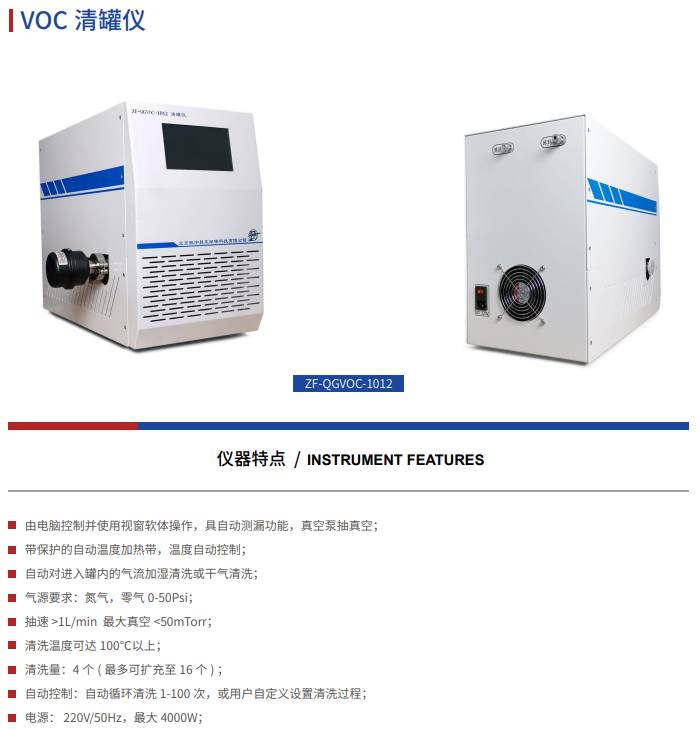 VOC 清罐仪
ZF-QGVOC-1012 清罐仪
ZF-QGVOC-1012
仪器特点 / INSTRUMENT FEATURES
由电脑控制并使用视窗软体操作，具自动测漏功能，真空泵抽真空；
带保护的自动温度加热带，温度自动控制；
自动对进入罐内的气流加湿清洗或干气清洗；
气源要求：氮气，零气 0-50Psi；
抽速 >1L/min 最大真空 <50mTorr；
清洗温度可达 100℃以上；
清洗量：4 个 ( 最多可扩充至 16 个 ) ；
自动控制：自动循环清洗 1-100 次，或用户自定义设置清洗过程；
电源： 220V/50Hz，最大 4000W；